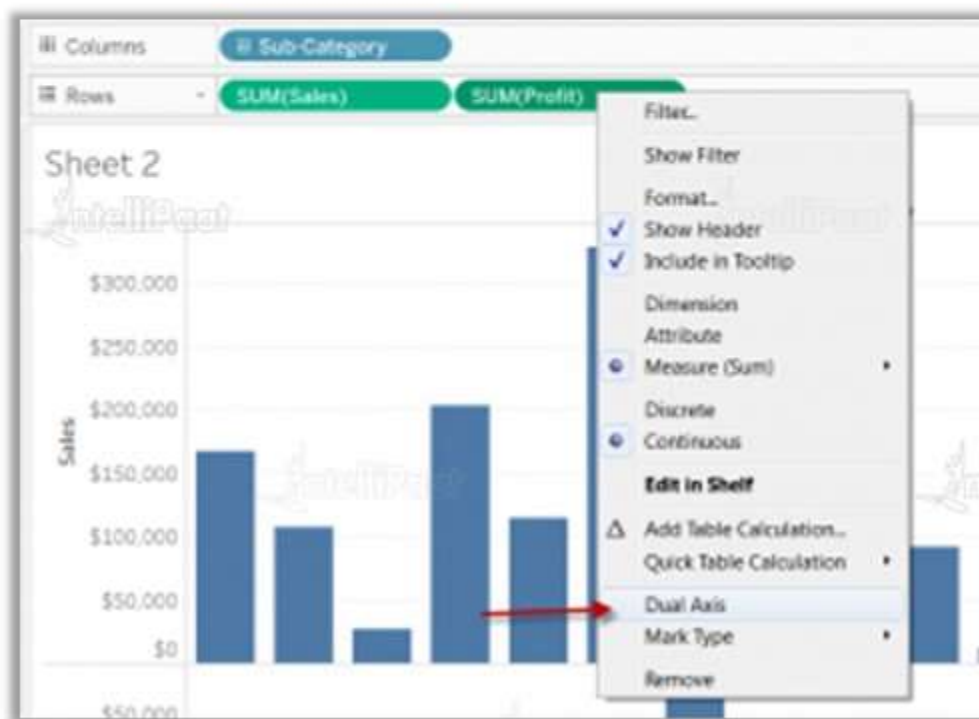 Columns
Sub-Category
Rows
SUM(Sales)
SUM(Profit)
Sheet 2
IntelliPaat
Filter...
Show Filter
Format...
Show Header
Include in Tooltip
Dimension
Attribute
Measure (Sum)
Discrete
Continuous
Edit in Shelf
Add Table Calculation...
Quick Table Calculation
Dual Axis
Mark Type
Remove
Sales
$300,000
$250,000
$200,000
$150,000
$100,000
$50,000
$0
$50,000
IntelliPaat